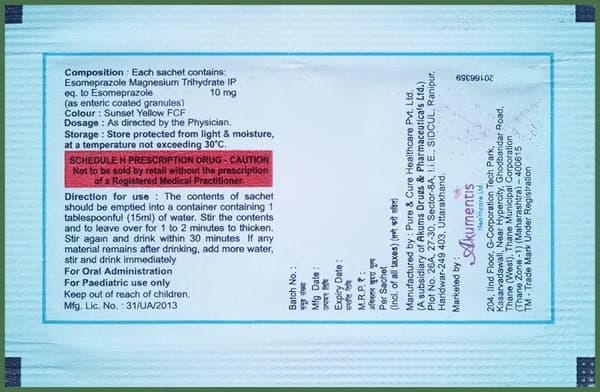 Composition : Each sachet contains:
Esomeprazole Magnesium Trihydrate IP
eq. to Esomeprazole 10 mg
(as enteric coated granules)
Colour : Sunset Yellow FCF
Dosage : As directed by the Physician.
Storage : Store protected from light & moisture,
at a temperature not exceeding 30°C.
SCHEDULE H PRESCRIPTION DRUG - CAUTION
Not to be sold by retail without the prescription
of a Registered Medical Practitioner.
Direction for use : The contents of sachet
should be emptied into a container containing 1
tablespoonful (15ml) of water. Stir the contents
and to leave over for 1 to 2 minutes to thicken.
Stir again and drink within 30 minutes. If any
material remains after drinking, add more water,
stir and drink immediately
For Oral Administration
For Paediatric use only
Keep out of reach of children.
Mfg. Lic. No. : 31/UA/2013
Batch No. :
Mfg Date :
Expiry Date :
M.R.P. ₹ :
Per Sachet
(Incl. of all taxes)
Manufactured by : Pure & Cure Healthcare Pvt. Ltd.
(A subsidiary of Akums Drugs & Pharmaceuticals Ltd.)
Plot No. 26A, 27-30, Sector-8A, I.I.E., SIDCUL, Ranipur,
Haridwar-249 403, Uttarakhand.
Marketed by :
Akumentis
Healthcare Ltd.
204, IInd Floor, G-Corporation Tech Park,
Kasarvadawali, Near Hypercity, Ghodbandar Road,
Thane (West), Thane Municipal Corporation
(Thane Zone -1) (Maharashtra) - 400615
TM - Trade Mark Under Registration
20166359